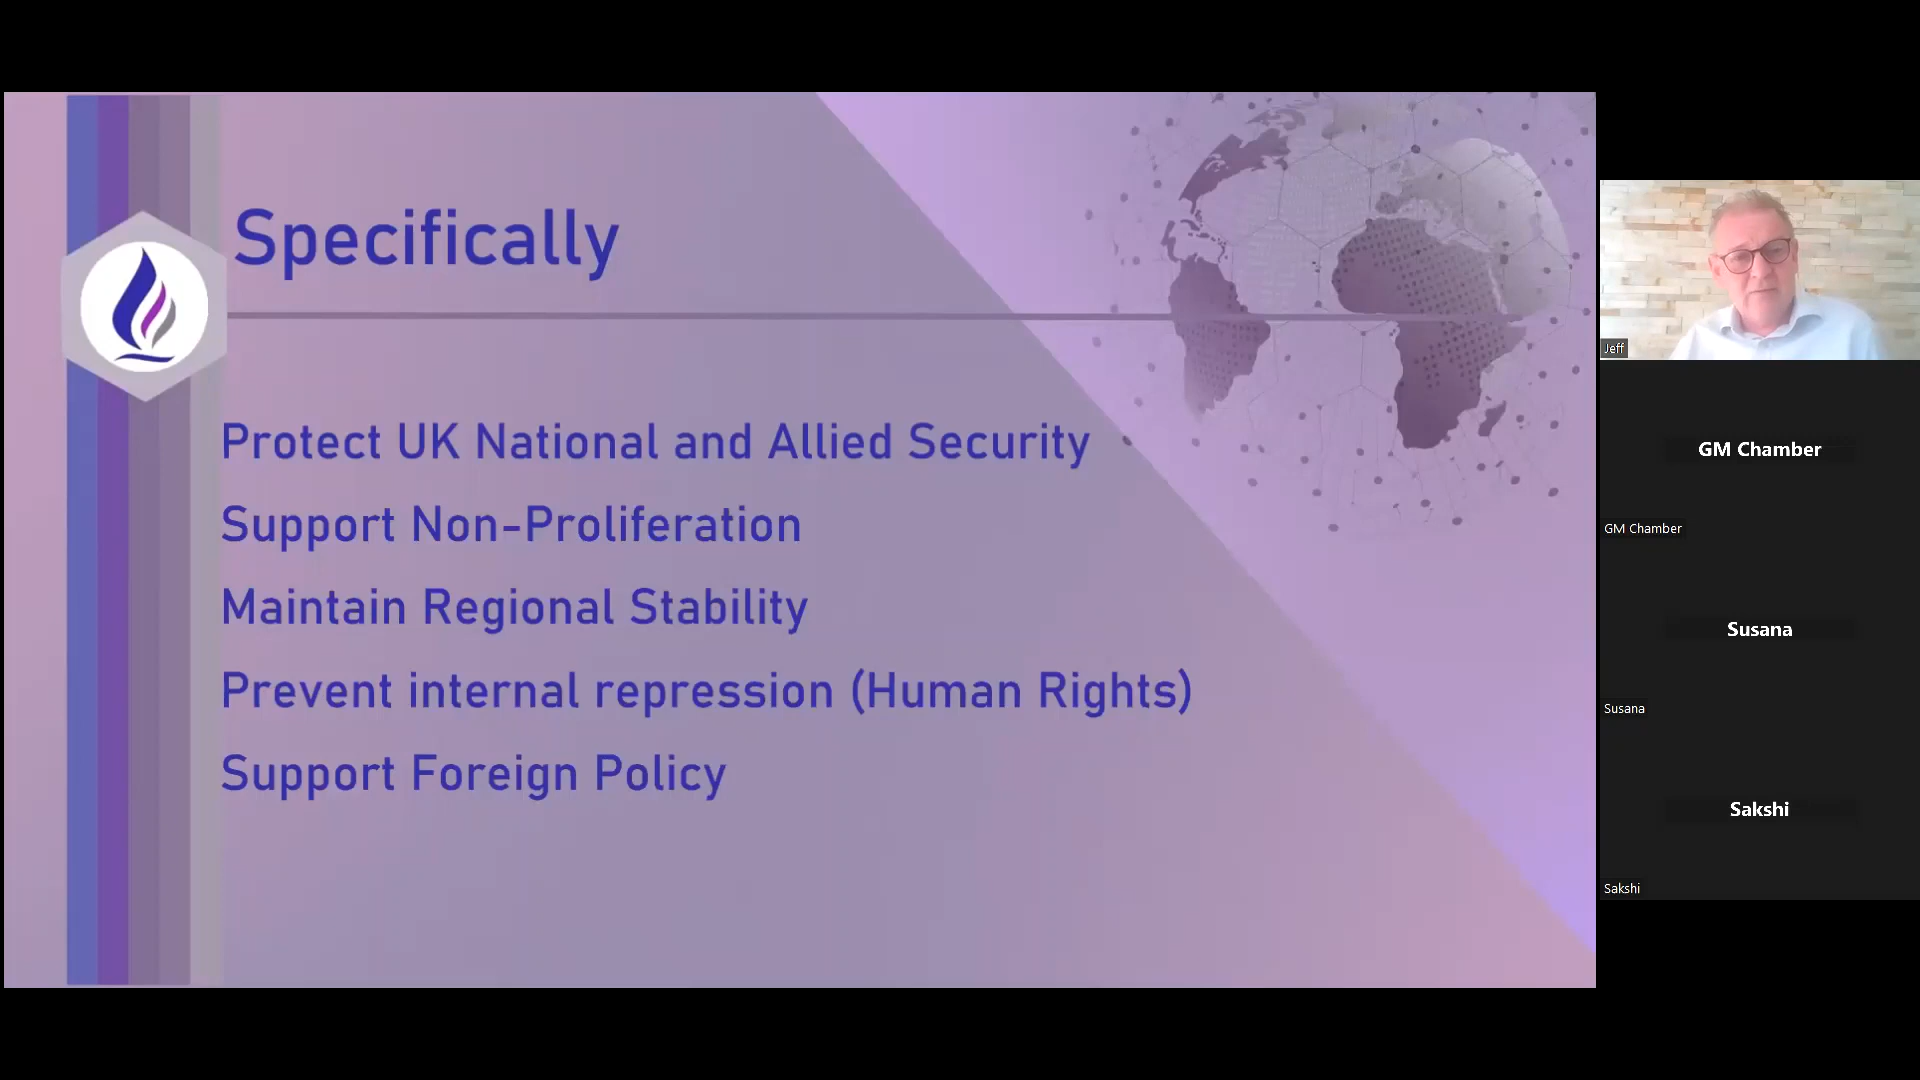 Specifically
Protect UK National and Allied Security
Support Non-Proliferation
Maintain Regional Stability
Prevent internal repression (Human Rights)
Support Foreign Policy
Jeff
GM Chamber
GM Chamber
Susana
Susana
Sakshi
Sakshi